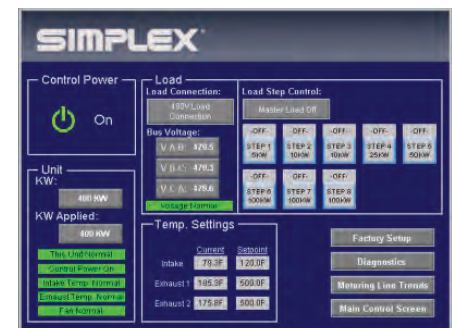 SIMPLEX
Control Power
On
Load
Load Connection:
480V Load
Connection
Bus Voltage:
V A-B: 479.5
V B-C: 478.3
V C-A: 479.6
Voltage Normal
Load Step Control:
Master Load Off
-OFF- -OFF- -OFF- -OFF- -OFF-
STEP 1 STEP 2 STEP 3 STEP 4 STEP 5
5KW 10KW 10KW 25KW 50KW
-OFF- -OFF- -OFF-
STEP 6 STEP 7 STEP 8
100KW 100KW 100KW
Unit
KW:
400 KW
KW Applied:
400 KW
This Unit Normal
Control Power On
Intake Temp. Normal
Exhaust Temp. Normal
Fan Normal
Temp. Settings
Current Setpoint
Intake 79.3F 120.0F
Exhaust 1 185.3F 500.0F
Exhaust 2 175.8F 500.0F
Factory Setup
Diagnostics
Metering Line Trends
Main Control Screen